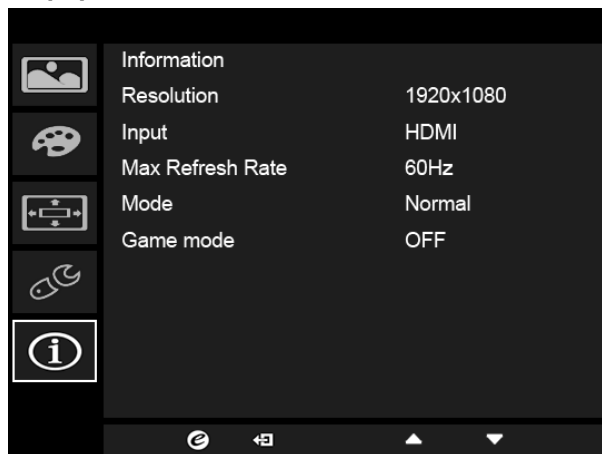 Information
Resolution 1920x1080
Input HDMI
Max Refresh Rate 60Hz
Mode Normal
Game mode OFF